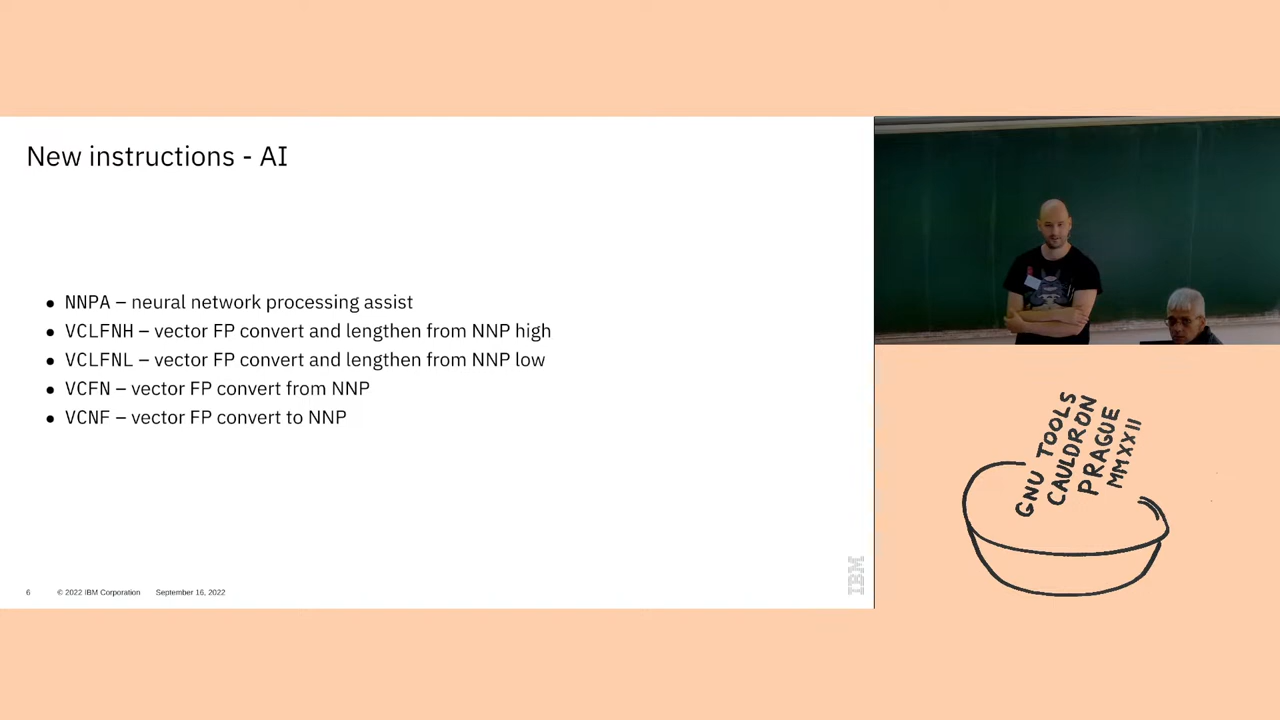 New instructions - AI
● NNPA – neural network processing assist
● VCLFNH – vector FP convert and lengthen from NNP high
● VCLFNL – vector FP convert and lengthen from NNP low
● VCFN – vector FP convert from NNP
● VCNF – vector FP convert to NNP
6 © 2022 IBM Corporation September 16, 2022
IBM
GNU TOOLS
CAULDRON
PRAGUE
MMXXII